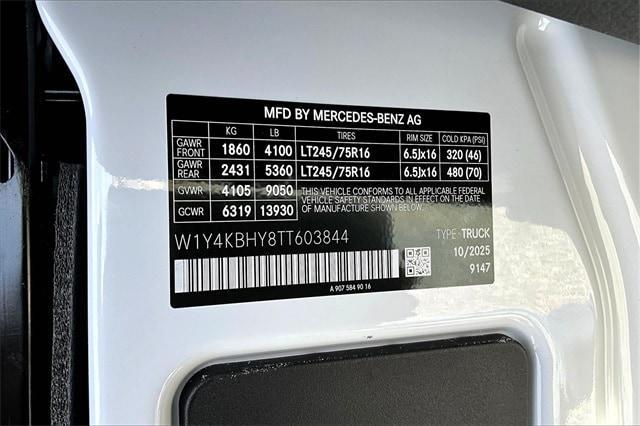 MFD BY MERCEDES-BENZ AG
KG LB TIRES RIM SIZE COLD KPA (PSI)
GAWR FRONT 1860 4100 LT245/75R16 6.5Jx16 320 (46)
GAWR REAR 2431 5360 LT245/75R16 6.5Jx16 480 (70)
GVWR 4105 9050 THIS VEHICLE CONFORMS TO ALL APPLICABLE FEDERAL
GCWR 6319 13930 MOTOR VEHICLE SAFETY STANDARDS IN EFFECT ON THE DATE OF MANUFACTURE SHOWN.
W1Y4KBHY8TT603844 TYPE: TRUCK
10/2025
9147
A 907 584 90 16